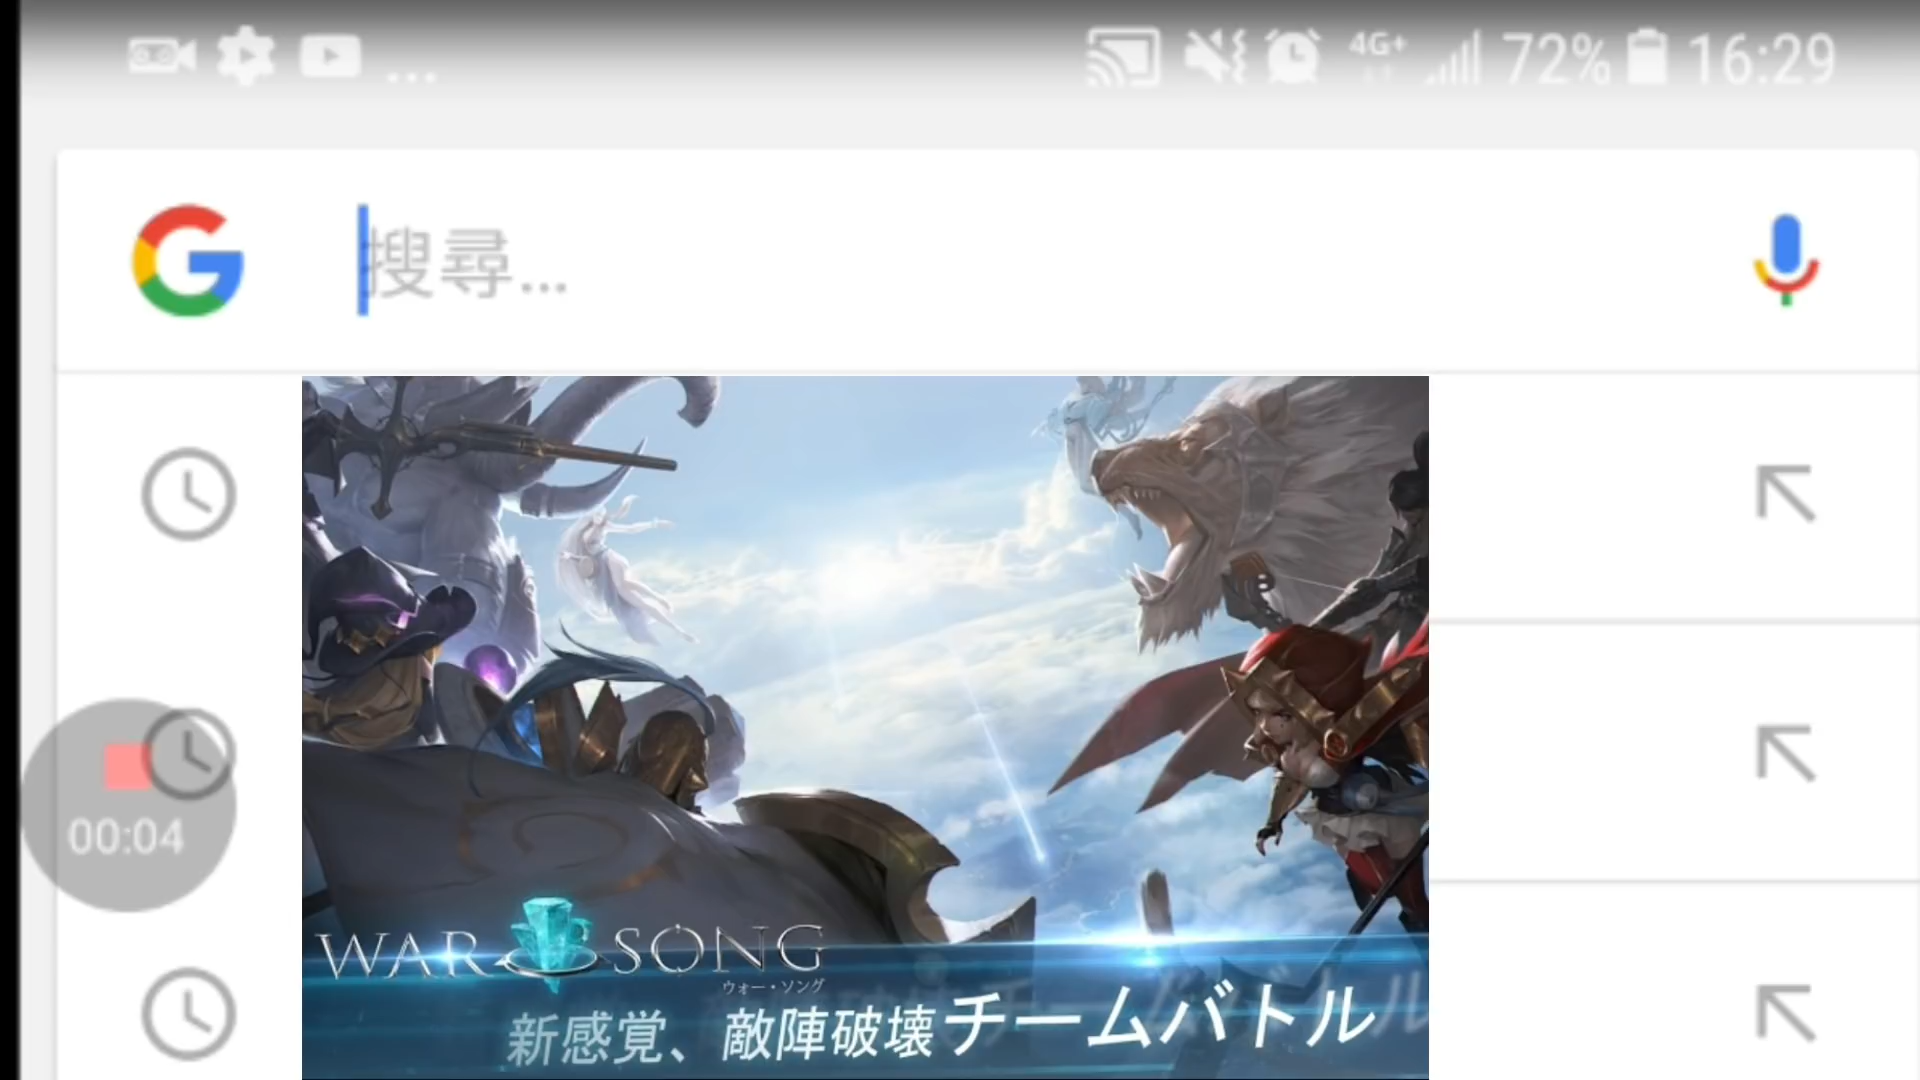 ... 4G+ 72% 16:29
搜尋...
00:04
WAR SONG
ウォー・ソング
新感覚、敵陣破壊チームバトル